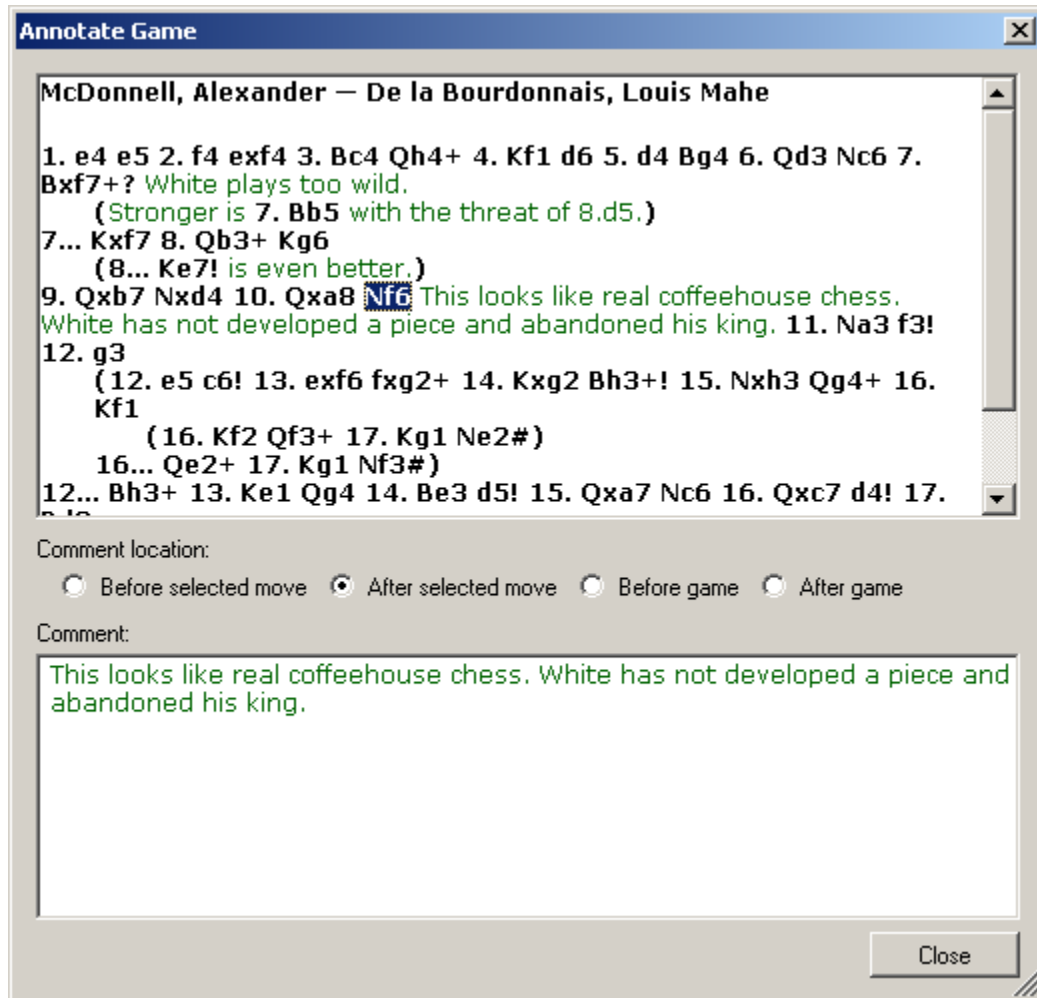 Annotate Game
McDonnell, Alexander — De la Bourdonnais, Louis Mahe
1. e4 e5 2. f4 exf4 3. Bc4 Qh4+ 4. Kf1 d6 5. d4 Bg4 6. Qd3 Nc6 7.
Bxf7+? White plays too wild.
(Stronger is 7. Bb5 with the threat of 8.d5.)
7... Kxf7 8. Qb3+ Kg6
(8... Ke7! is even better.)
9. Qxb7 Nxd4 10. Qxa8 Nf6 This looks like real coffeehouse chess.
White has not developed a piece and abandoned his king. 11. Na3 f3!
12. g3
(12. e5 c6! 13. exf6 fxg2+ 14. Kxg2 Bh3+! 15. Nxh3 Qg4+ 16.
Kf1
(16. Kf2 Qf3+ 17. Kg1 Ne2#)
16... Qe2+ 17. Kg1 Nf3#)
12... Bh3+ 13. Ke1 Qg4 14. Be3 d5! 15. Qxa7 Nc6 16. Qxc7 d4! 17.
Comment location:
Before selected move After selected move Before game After game
Comment:
This looks like real coffeehouse chess. White has not developed a piece and
abandoned his king.
Close